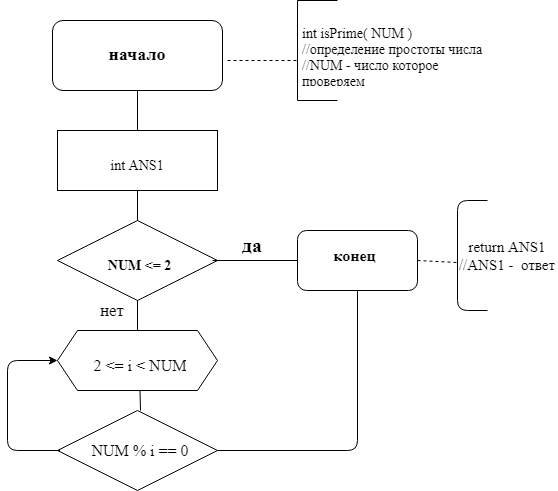 начало
int isPrime( NUM )
//определение простоты числа
//NUM - число которое
проверяем
int ANS1
NUM <= 2
да
конец
return ANS1
//ANS1 - ответ
нет
2 <= i < NUM
NUM % i == 0